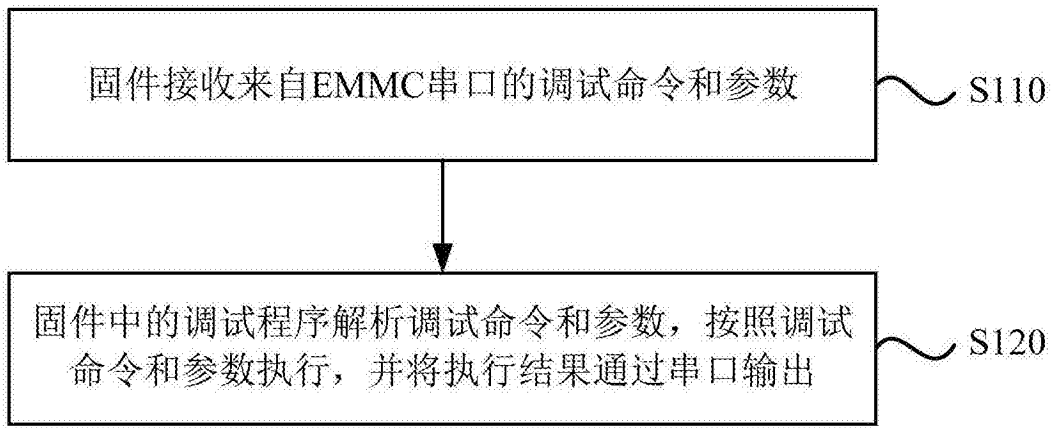 固件接收来自EMMC串口的调试命令和参数
S110
固件中的调试程序解析调试命令和参数，按照调试
命令和参数执行，并将执行结果通过串口输出
S120